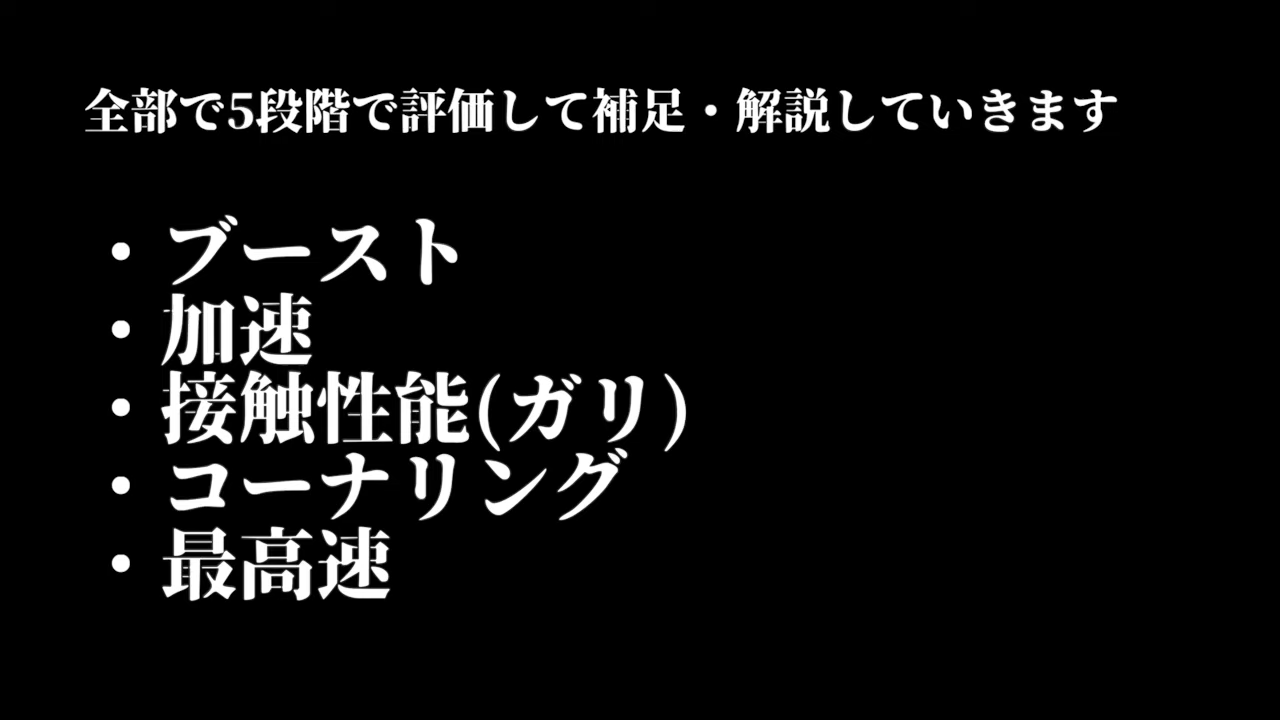 全部で5段階で評価して補足・解説していきます
・ブースト
・加速
・接触性能(ガリ)
・コーナリング
・最高速